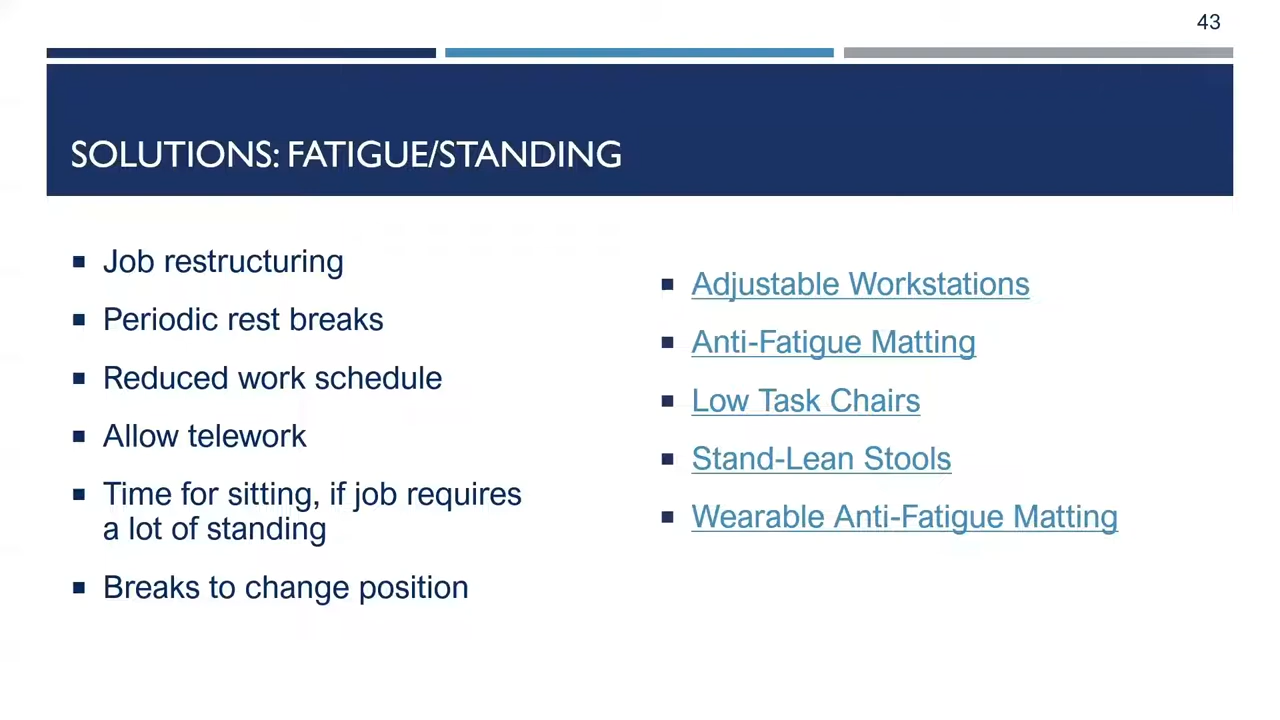 43
SOLUTIONS: FATIGUE/STANDING
Job restructuring
Periodic rest breaks
Reduced work schedule
Allow telework
Time for sitting, if job requires
a lot of standing
Breaks to change position
Adjustable Workstations
Anti-Fatigue Matting
Low Task Chairs
Stand-Lean Stools
Wearable Anti-Fatigue Matting